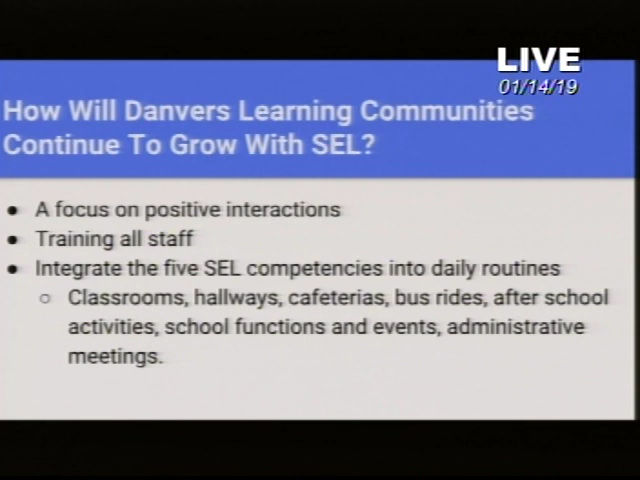 LIVE
01/14/19
How Will Danvers Learning Communities
Continue To Grow With SEL?
● A focus on positive interactions
● Training all staff
● Integrate the five SEL competencies into daily routines
○ Classrooms, hallways, cafeterias, bus rides, after school
activities, school functions and events, administrative
meetings.